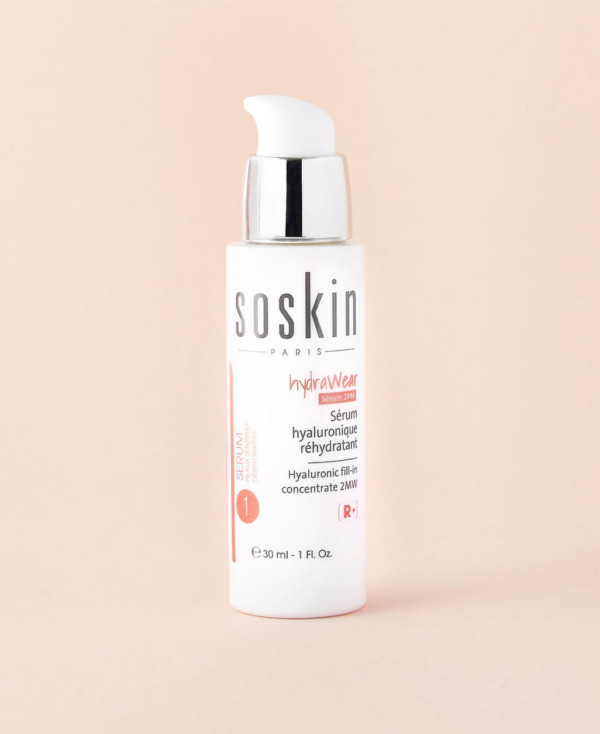 soskin
PARIS
hydraWear
Sérum 2PM
Sérum
hyaluronique
réhydratant
Hyaluronic fill-in
concentrate 2MW
[R+]
SERUM
1
℮30 ml - 1 Fl. Oz.